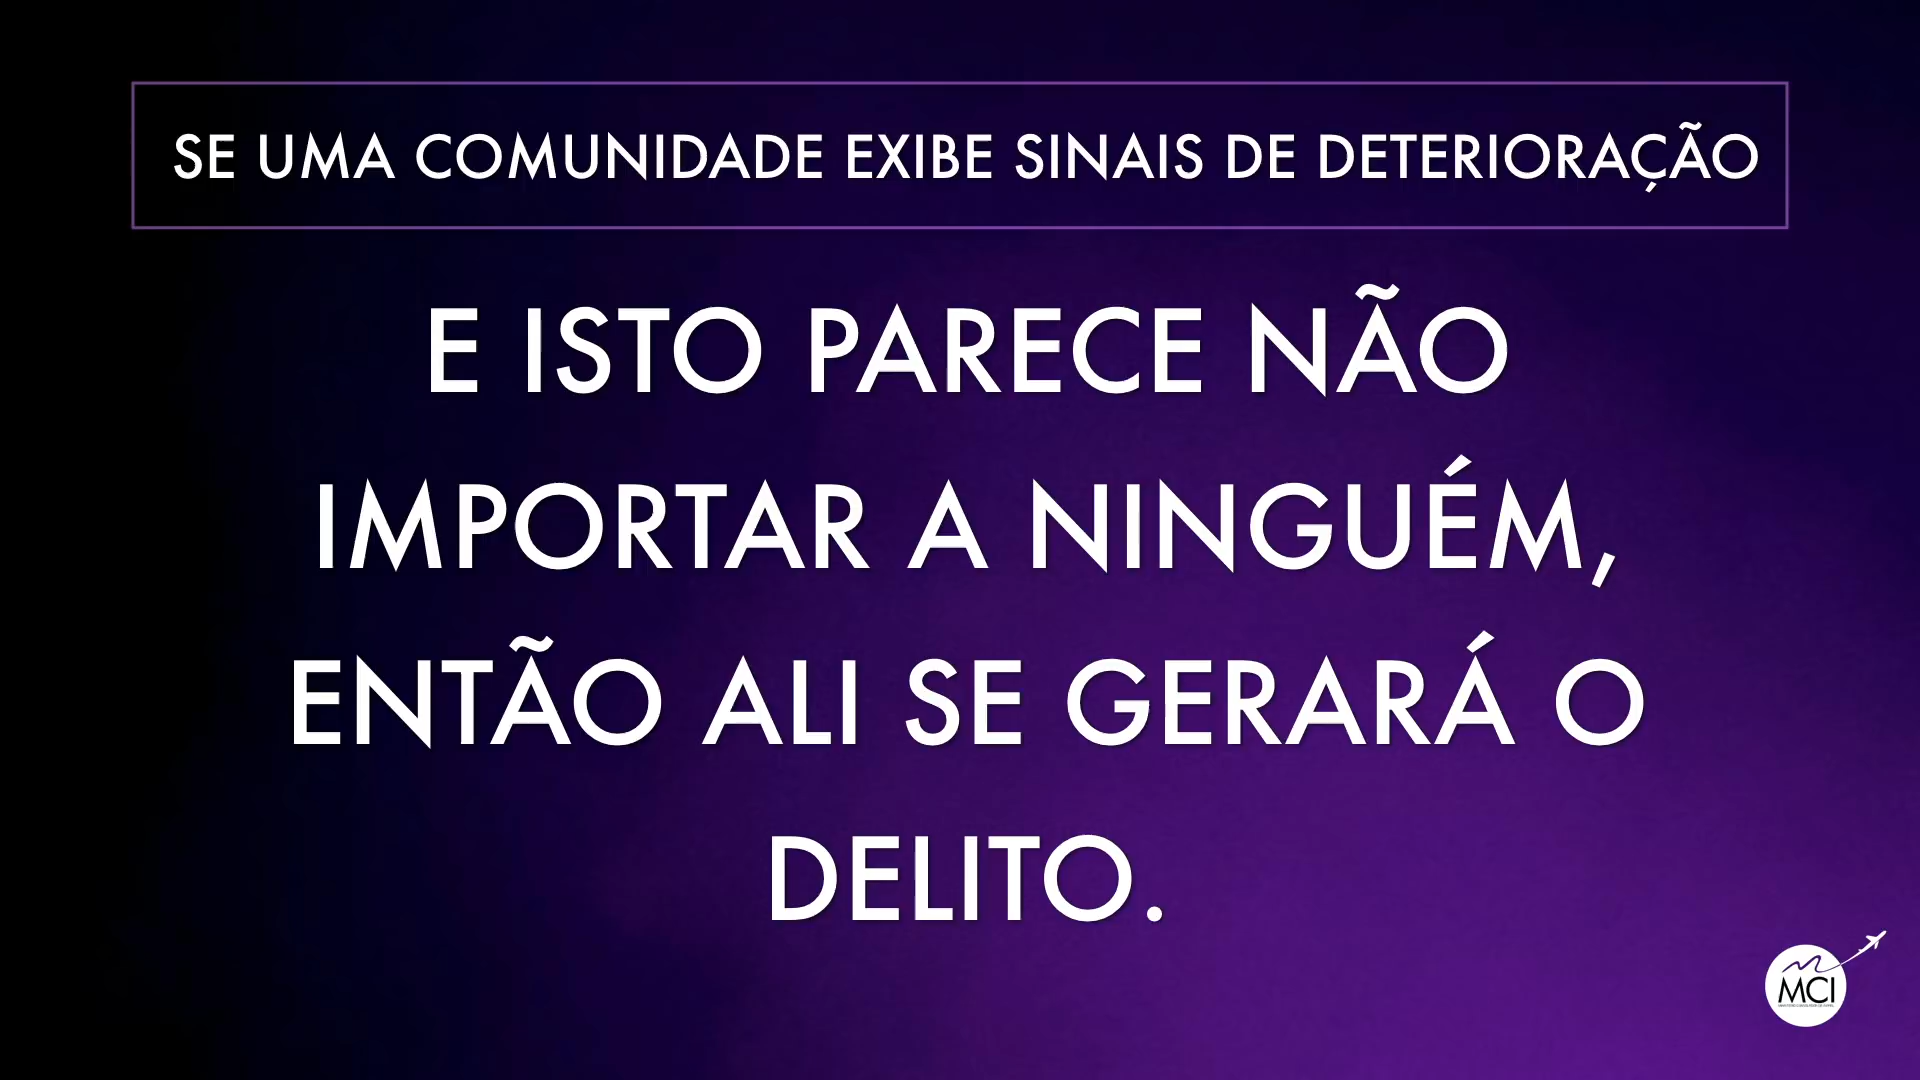 SE UMA COMUNIDADE EXIBE SINAIS DE DETERIORAÇÃO
E ISTO PARECE NÃO
IMPORTAR A NINGUÉM,
ENTÃO ALI SE GERARÁ O
DELITO.
MCI